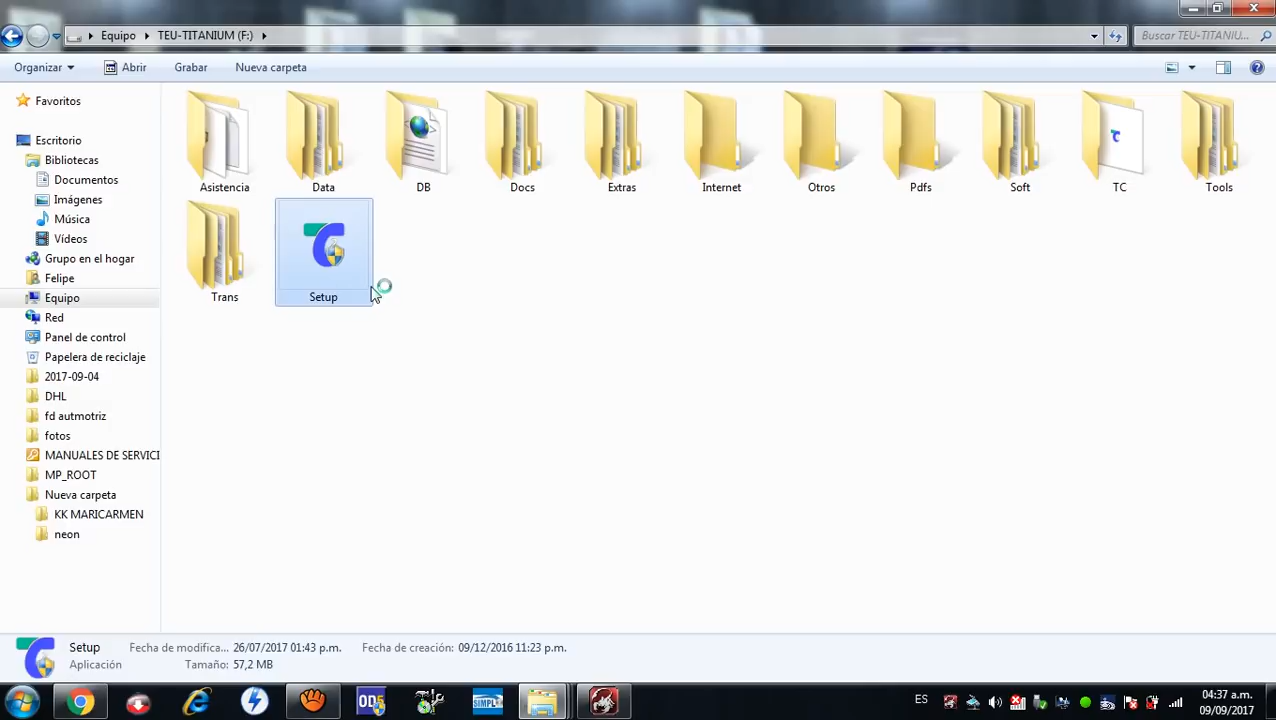 Equipo TEU-TITANIUM (F:)
Buscar TEU-TITANIU...
Organizar Abrir Grabar Nueva carpeta
Favoritos
Escritorio
Bibliotecas
Documentos
Imágenes
Música
Vídeos
Grupo en el hogar
Felipe
Equipo
Red
Panel de control
Papelera de reciclaje
2017-09-04
DHL
fd autmotriz
fotos
MANUALES DE SERVICI
MP_ROOT
Nueva carpeta
KK MARICARMEN
neon
Asistencia Data DB Docs Extras Internet Otros Pdfs Soft TC Tools
Trans Setup
Setup Fecha de modifica... 26/07/2017 01:43 p.m. Fecha de creación: 09/12/2016 11:23 p.m.
Aplicación Tamaño: 57,2 MB
OD5 SIMPL ES 04:37 a.m.
09/09/2017